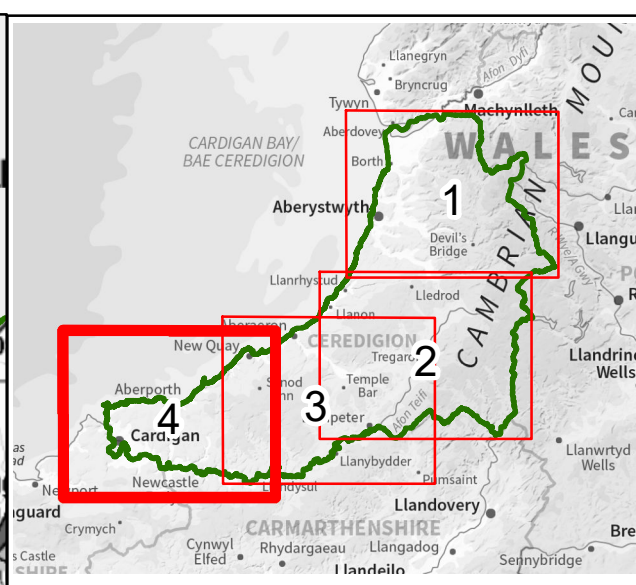 Llanegryn
Bryncrug
Afon Dyfi
MOU
Tywyn
Machynlleth
Aberdovey
WALES
CARDIGAN BAY/
BAE CEREDIGION
Borth
1
Aberystwyth
Devil's
Bridge
CAMBRIAN
R Wye/A Gwy
Llangu
Llanrhystud
Lledrod
Llanon
Aberaeron
CEREDIGION
New Quay
Tregaron
2
Llandrin
Wells
Aberporth
4
Synod
Inn
3
Temple
Bar
Cardigan
Lampeter
Afon Teifi
Llanwrtyd
Wells
Newcastle
Llanybydder
Newport
Llandysul
Pumsaint
nguard
Llandovery
Crymych
CARMARTHENSHIRE
Bre
s Castle
Cynwyl
Elfed
Rhydargaeau
Llangadog
Sennybridge
SHIRE
Llandeilo